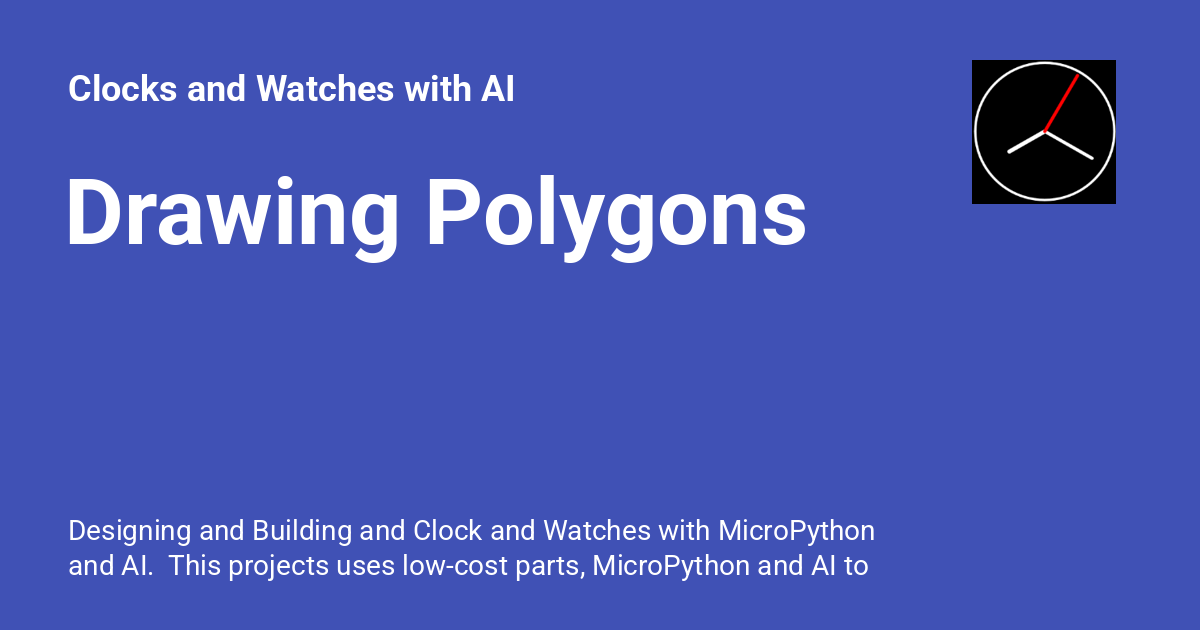 Clocks and Watches with AI
Drawing Polygons
Designing and Building and Clock and Watches with MicroPython
and AI.  This projects uses low-cost parts, MicroPython and AI to